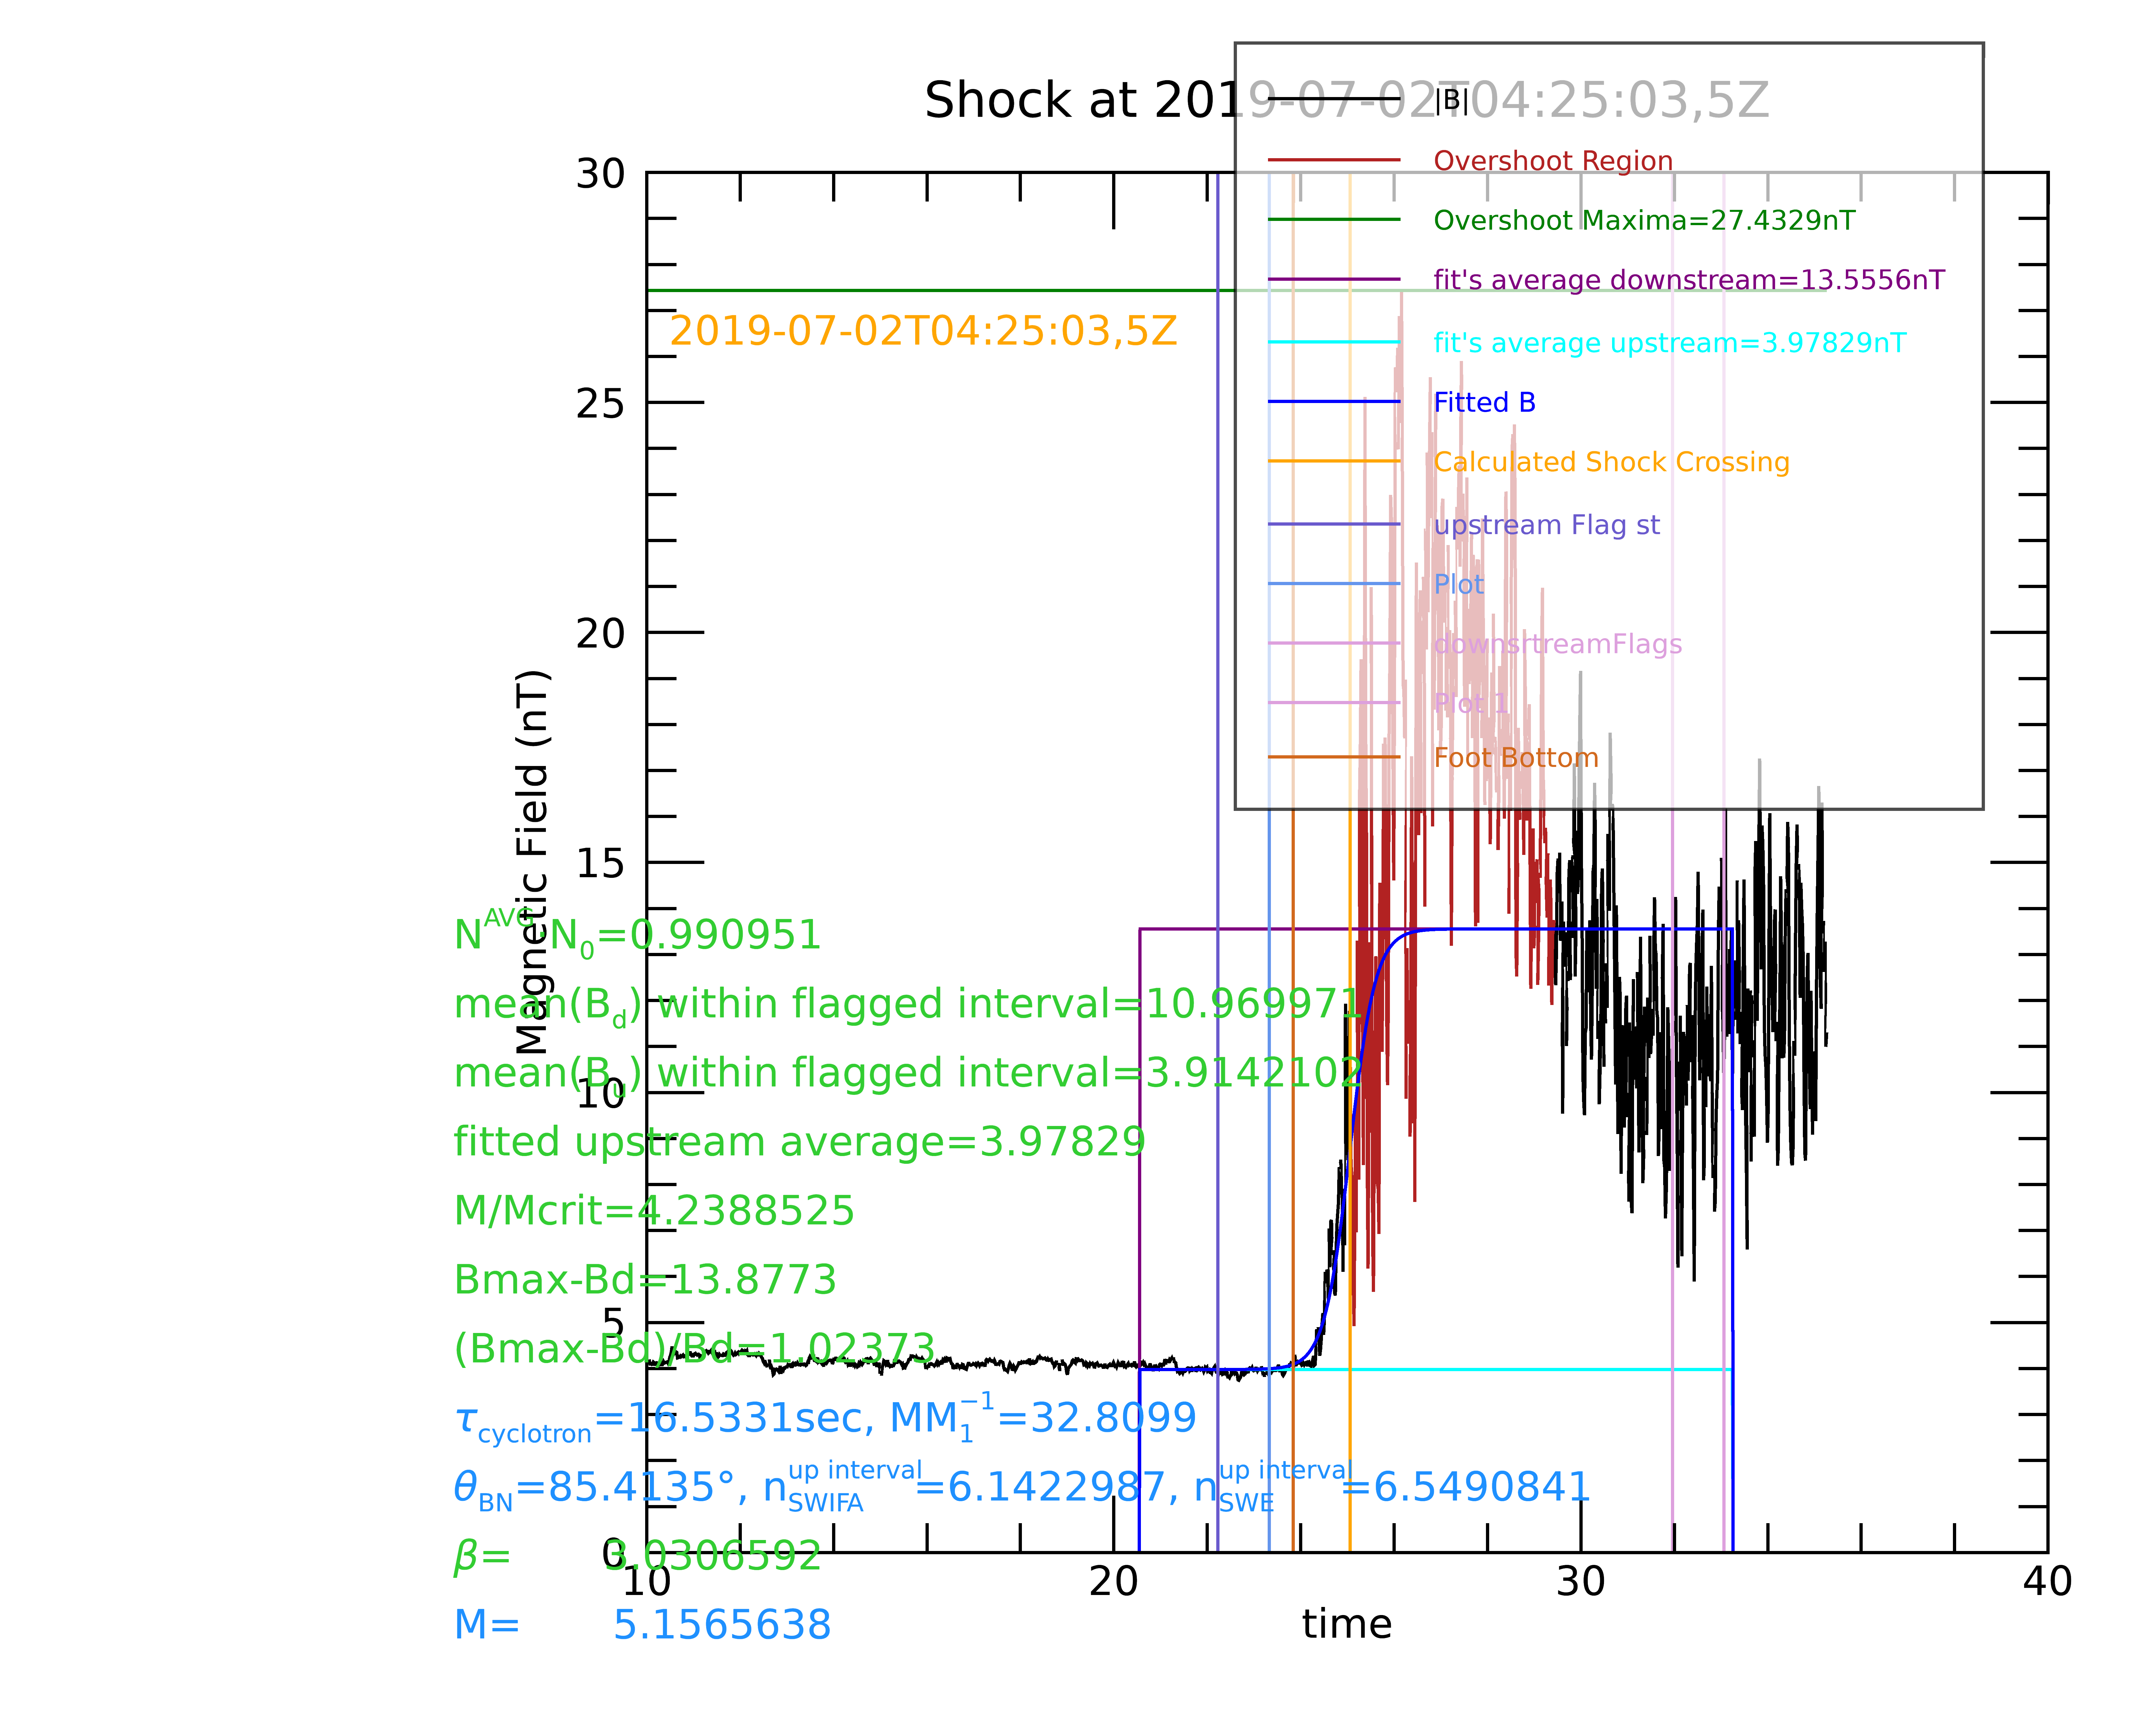 Shock at 2019-07-02T04:25:03,5Z
|B|
Overshoot Region
Overshoot Maxima=27.4329nT
fit's average downstream=13.5556nT
fit's average upstream=3.97829nT
Fitted B
Calculated Shock Crossing
upstream Flag st
Plot
downsrtreamFlags
Plot 1
Foot Bottom
2019-07-02T04:25:03,5Z
30
25
20
15
10
5
0
Magnetic Field (nT)
N^AVG·N_0=0.990951
mean(B_d) within flagged interval=10.969971
mean(B_u) within flagged interval=3.9142102
fitted upstream average=3.97829
M/Mcrit=4.2388525
Bmax-Bd=13.8773
(Bmax-Bd)/Bd=1.02373
τ_cyclotron=16.5331sec, MM_1^−1=32.8099
θ_BN=85.4135°, n_SWIFA^up interval=6.1422987, n_SWE^up interval=6.5490841
β= 3.0306592
M= 5.1565638
10 20 30 40
time